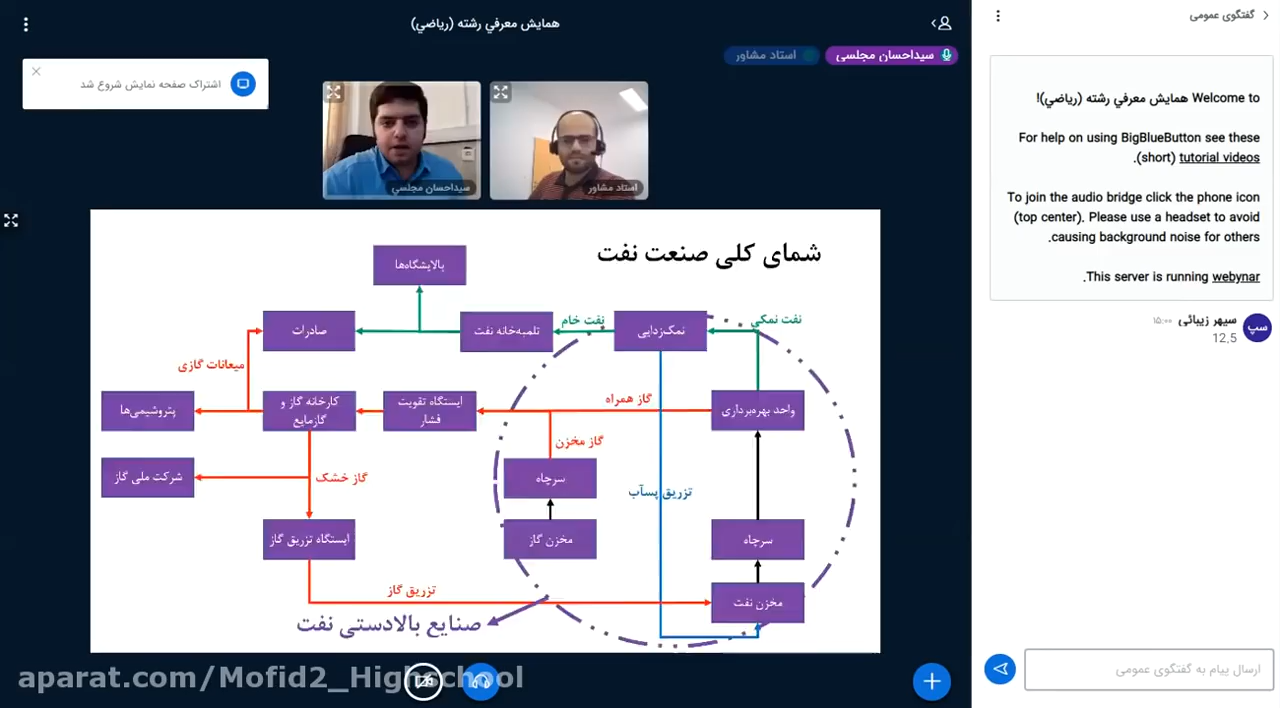 همایش معرفي رشته (رياضي)
سیداحسان مجلسی
استاد مشاور
اشتراک صفحه نمایش شروع شد
سیداحسان مجلسی
استاد مشاور
شمای کلی صنعت نفت
پالایشگاه‌ها
صادرات
تلمبه‌خانه نفت
نفت خام
نمک‌زدایی
نفت نمکی
میعانات گازی
پتروشیمی‌ها
کارخانه گاز و
گازمایع
ایستگاه تقویت
فشار
گاز همراه
واحد بهره‌برداری
گاز مخزن
شرکت ملی گاز
گاز خشک
سرچاه
تزریق پسآب
ایستگاه تزریق گاز
مخزن گاز
سرچاه
تزریق گاز
مخزن نفت
صنایع بالادستی نفت
aparat.com/Mofid2_Highschool
گفتگوی عمومی
Welcome to همایش معرفي رشته (رياضي)!
For help on using BigBlueButton see these
(short) tutorial videos.
To join the audio bridge click the phone icon
(top center). Please use a headset to avoid
causing background noise for others.
This server is running webynar.
سپ
سپهر زیبائی ۱۵:۰۰
12,5
ارسال پیام به گفتگوی عمومی